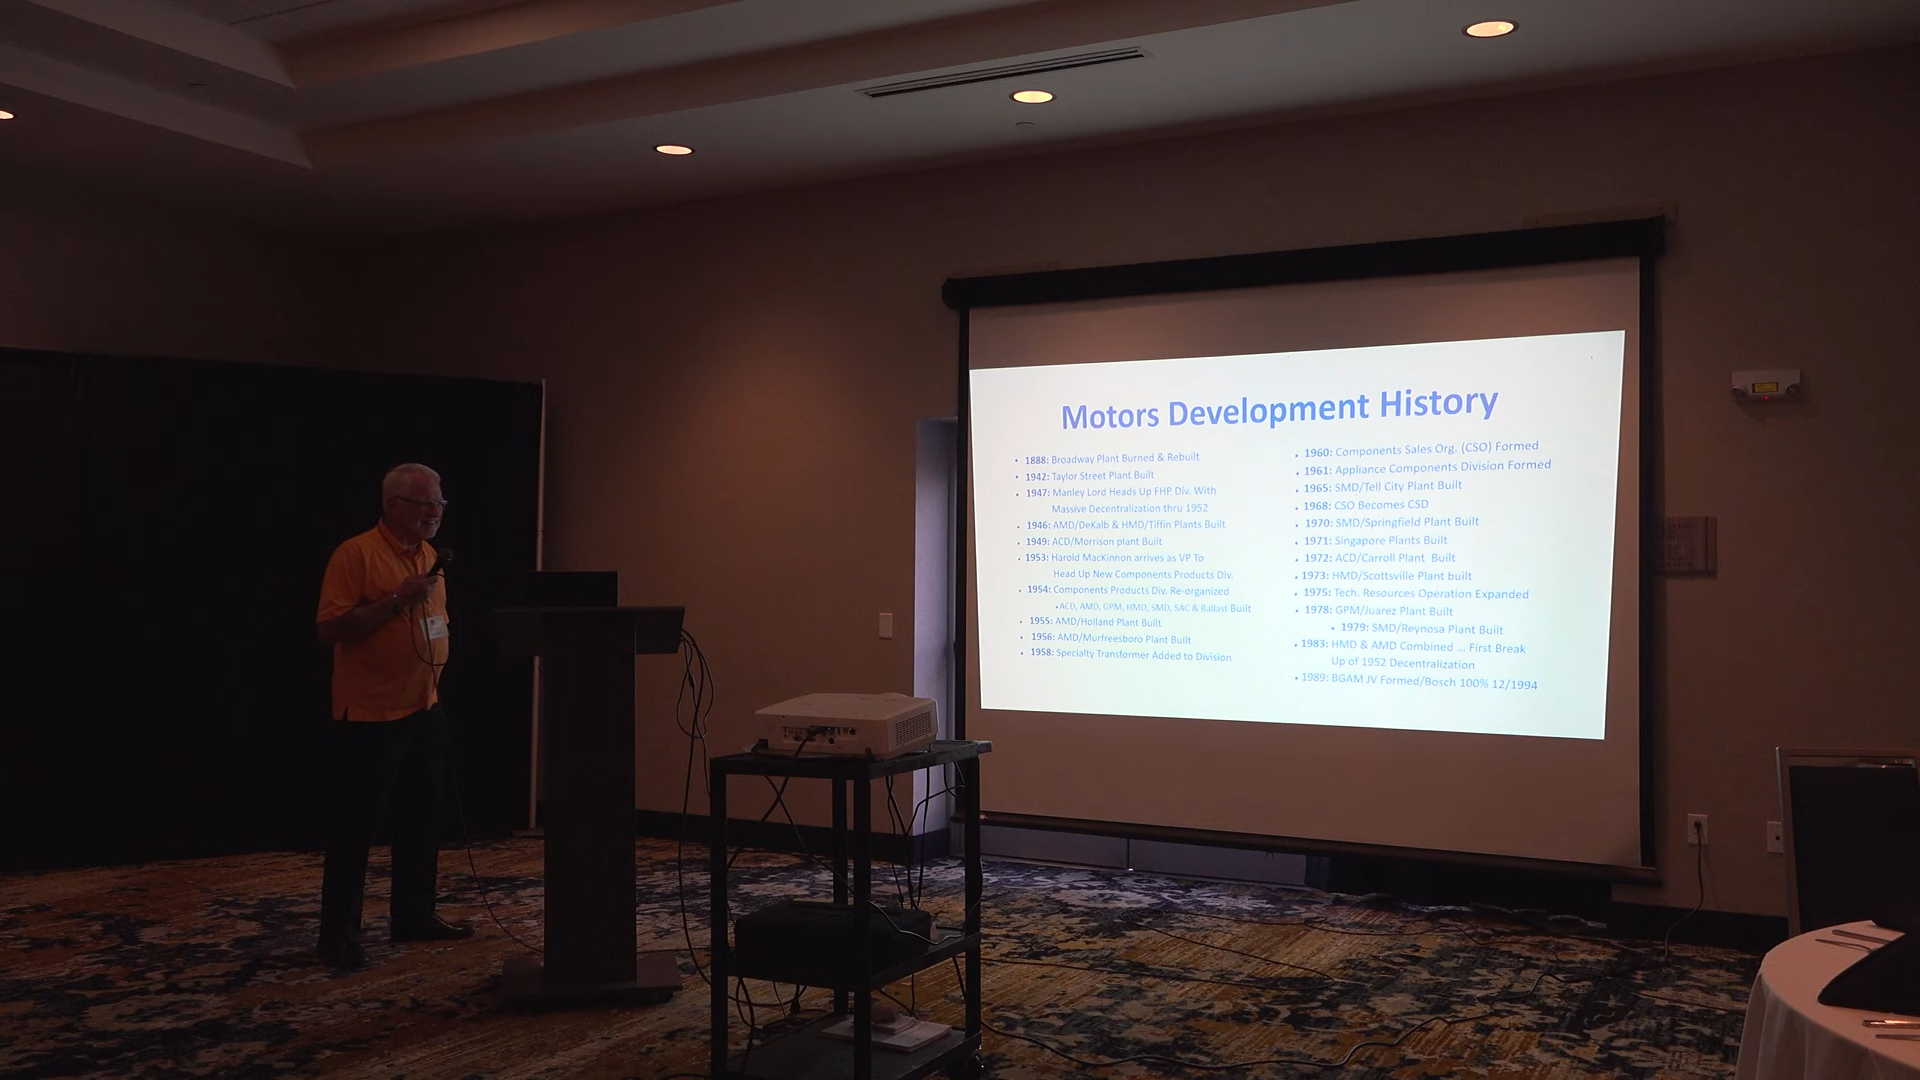 Motors Development History
• 1888: Broadway Plant Burned & Rebuilt
• 1942: Taylor Street Plant Built
• 1947: Manley Lord Heads Up FHP Div. With
Massive Decentralization thru 1952
• 1946: AMD/DeKalb & HMD/Tiffin Plants Built
• 1949: ACD/Morrison plant Built
• 1953: Harold MacKinnon arrives as VP To
Head Up New Components Products Div.
• 1954: Components Products Div. Re-organized
• ACD, AMD, GPM, HMD, SMD, SAC & Ballast Built
• 1955: AMD/Holland Plant Built
• 1956: AMD/Murfreesboro Plant Built
• 1958: Specialty Transformer Added to Division
• 1960: Components Sales Org. (CSO) Formed
• 1961: Appliance Components Division Formed
• 1965: SMD/Tell City Plant Built
• 1968: CSO Becomes CSD
• 1970: SMD/Springfield Plant Built
• 1971: Singapore Plants Built
• 1972: ACD/Carroll Plant Built
• 1973: HMD/Scottsville Plant built
• 1975: Tech. Resources Operation Expanded
• 1978: GPM/Juarez Plant Built
• 1979: SMD/Reynosa Plant Built
• 1983: HMD & AMD Combined ... First Break
Up of 1952 Decentralization
• 1989: BGAM JV Formed/Bosch 100% 12/1994